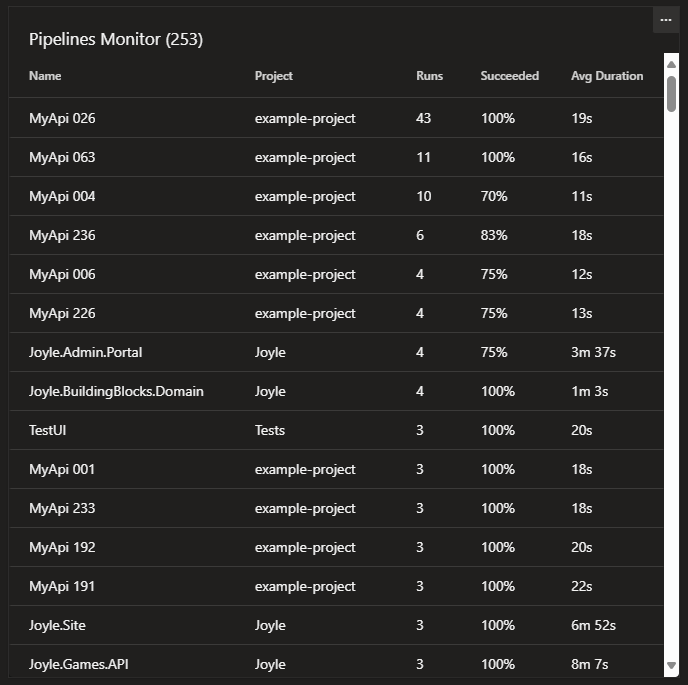 Pipelines Monitor (253)
Name Project Runs Succeeded Avg Duration
MyApi 026 example-project 43 100% 19s
MyApi 063 example-project 11 100% 16s
MyApi 004 example-project 10 70% 11s
MyApi 236 example-project 6 83% 18s
MyApi 006 example-project 4 75% 12s
MyApi 226 example-project 4 75% 13s
Joyle.Admin.Portal Joyle 4 75% 3m 37s
Joyle.BuildingBlocks.Domain Joyle 4 100% 1m 3s
TestUI Tests 3 100% 20s
MyApi 001 example-project 3 100% 18s
MyApi 233 example-project 3 100% 18s
MyApi 192 example-project 3 100% 20s
MyApi 191 example-project 3 100% 22s
Joyle.Site Joyle 3 100% 6m 52s
Joyle.Games.API Joyle 3 100% 8m 7s